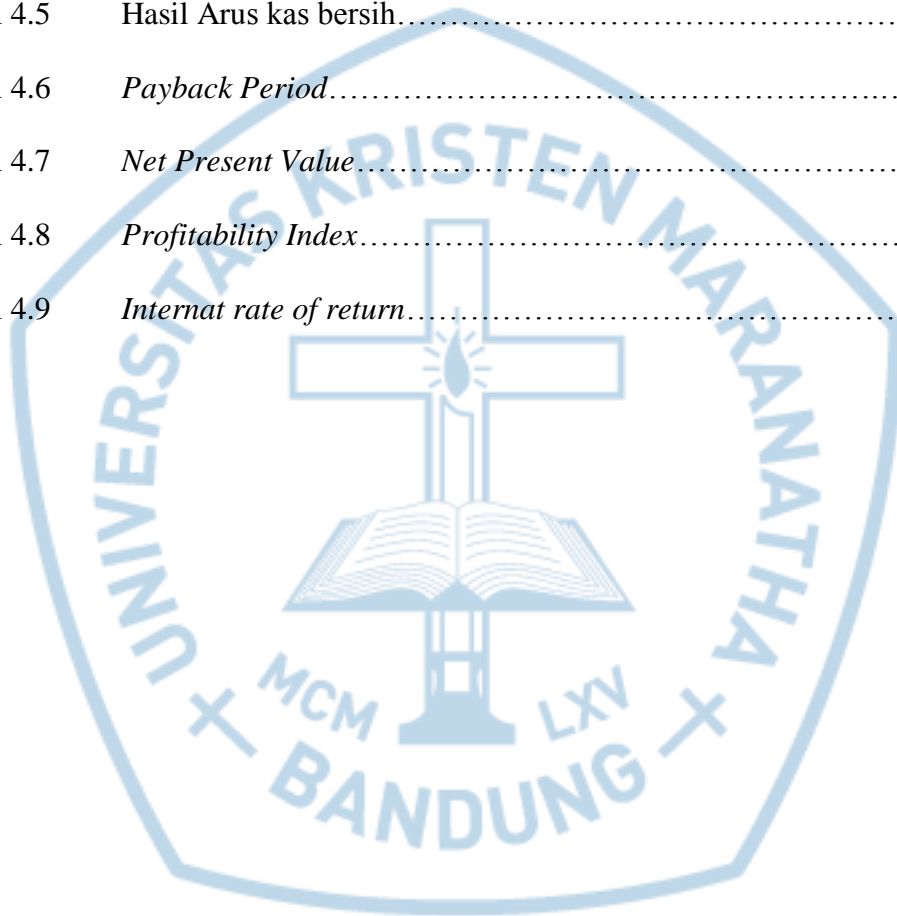 4.5 Hasil Arus kas bersih
4.6 Payback Period
4.7 Net Present Value
4.8 Profitability Index
4.9 Internat rate of return
UNIVERSITAS KRISTEN MARANATHA
MCM LXV
BANDUNG